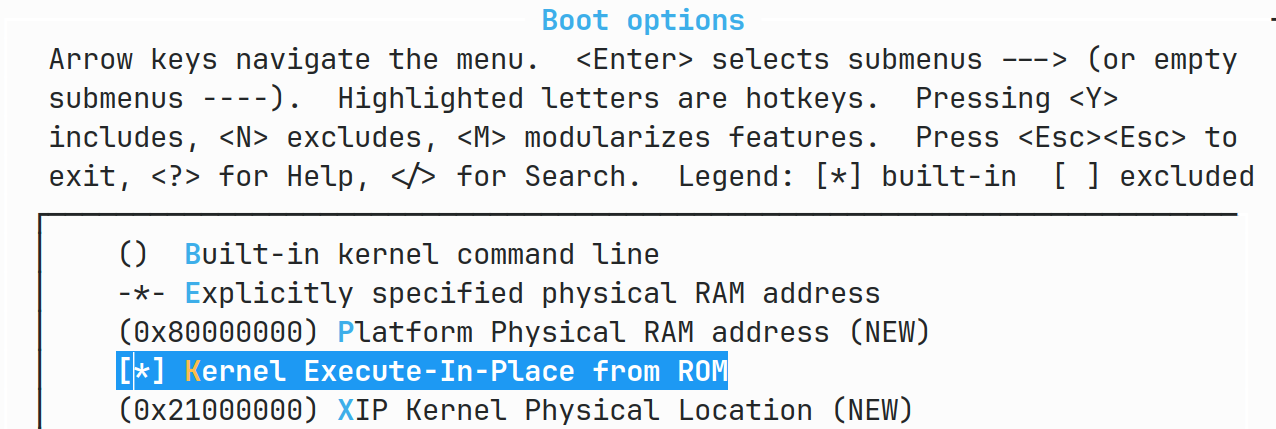 Boot options
Arrow keys navigate the menu.  <Enter> selects submenus ---> (or empty
submenus ----).  Highlighted letters are hotkeys.  Pressing <Y>
includes, <N> excludes, <M> modularizes features.  Press <Esc><Esc> to
exit, <?> for Help, </> for Search.  Legend: [*] built-in  [ ] excluded
()  Built-in kernel command line
-*- Explicitly specified physical RAM address
(0x80000000) Platform Physical RAM address (NEW)
[*] Kernel Execute-In-Place from ROM
(0x21000000) XIP Kernel Physical Location (NEW)